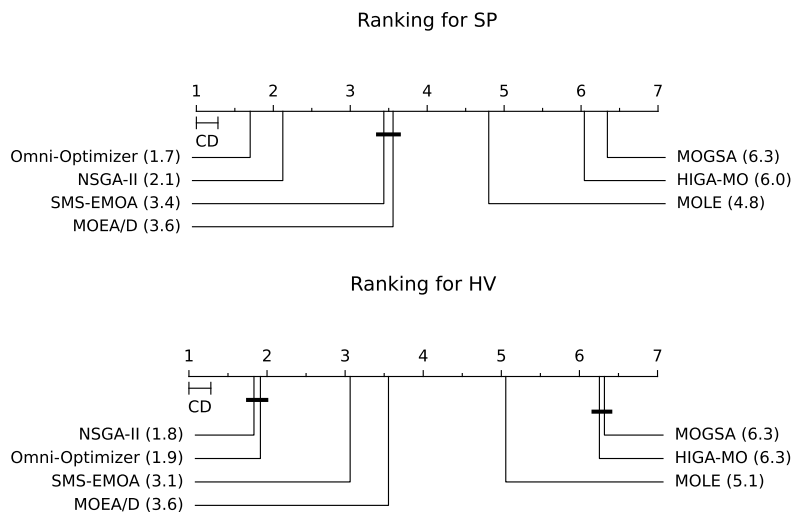 Ranking for SP
1 2 3 4 5 6 7
CD
Omni-Optimizer (1.7) MOGSA (6.3)
NSGA-II (2.1) HIGA-MO (6.0)
SMS-EMOA (3.4) MOLE (4.8)
MOEA/D (3.6)
Ranking for HV
1 2 3 4 5 6 7
CD
NSGA-II (1.8) MOGSA (6.3)
Omni-Optimizer (1.9) HIGA-MO (6.3)
SMS-EMOA (3.1) MOLE (5.1)
MOEA/D (3.6)